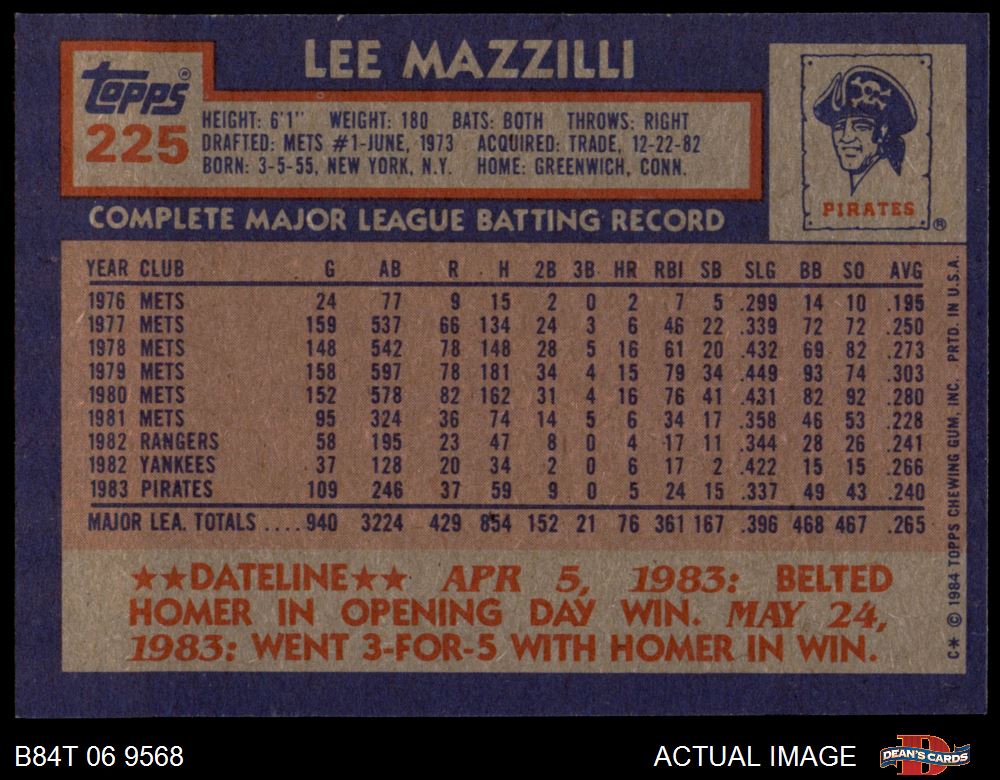 LEE MAZZILLI
Topps®
225
HEIGHT: 6'1" WEIGHT: 180 BATS: BOTH THROWS: RIGHT
DRAFTED: METS #1-JUNE, 1973 ACQUIRED: TRADE, 12-22-82
BORN: 3-5-55, NEW YORK, N.Y. HOME: GREENWICH, CONN.
PIRATES ®
COMPLETE MAJOR LEAGUE BATTING RECORD
YEAR CLUB G AB R H 2B 3B HR RBI SB SLG BB SO AVG
1976 METS 24 77 9 15 2 0 2 7 5 .299 14 10 .195
1977 METS 159 537 66 134 24 3 6 46 22 .339 72 72 .250
1978 METS 148 542 78 148 28 5 16 61 20 .432 69 82 .273
1979 METS 158 597 78 181 34 4 15 79 34 .449 93 74 .303
1980 METS 152 578 82 162 31 4 16 76 41 .431 82 92 .280
1981 METS 95 324 36 74 14 5 6 34 17 .358 46 53 .228
1982 RANGERS 58 195 23 47 8 0 4 17 11 .344 28 26 .241
1982 YANKEES 37 128 20 34 2 0 6 17 2 .422 15 15 .266
1983 PIRATES 109 246 37 59 9 0 5 24 15 .337 49 43 .240
MAJOR LEA. TOTALS ....940 3224 429 854 152 21 76 361 167 .396 468 467 .265
★★DATELINE★★ APR 5, 1983: BELTED
HOMER IN OPENING DAY WIN. MAY 24,
1983: WENT 3-FOR-5 WITH HOMER IN WIN.
C* © 1984 TOPPS CHEWING GUM, INC. PRTD. IN U.S.A.
B84T 06 9568
ACTUAL IMAGE
DEAN'S CARDS